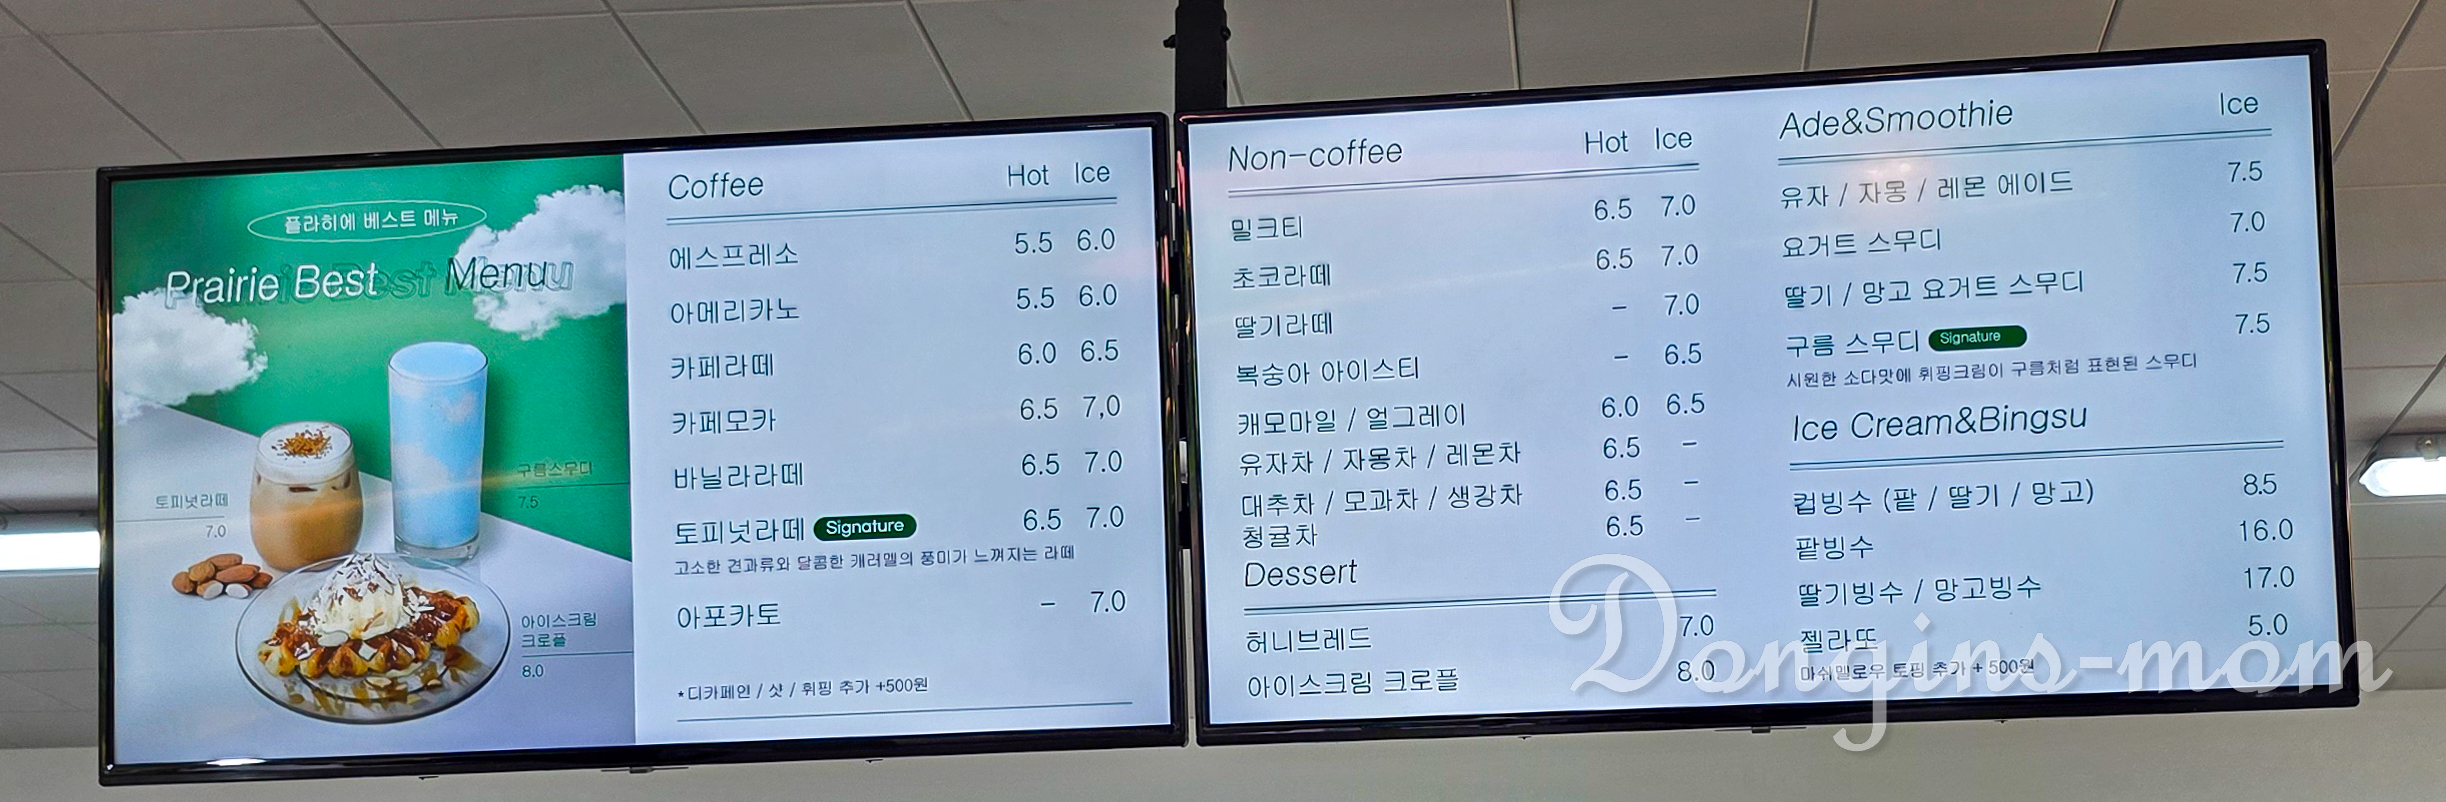 플라히에 베스트 메뉴
Prairie Best Menu
토피넛라떼
7.0
구름스무디
7.5
아이스크림
크로플
8.0
Coffee Hot Ice
에스프레소 5.5 6.0
아메리카노 5.5 6.0
카페라떼 6.0 6.5
카페모카 6.5 7,0
바닐라라떼 6.5 7.0
토피넛라떼 Signature 6.5 7.0
고소한 견과류와 달콤한 캐러멜의 풍미가 느껴지는 라떼
아포카토 - 7.0
*디카페인 / 샷 / 휘핑 추가 +500원
Non-coffee Hot Ice
밀크티 6.5 7.0
초코라떼 6.5 7.0
딸기라떼 - 7.0
복숭아 아이스티 - 6.5
캐모마일 / 얼그레이 6.0 6.5
유자차 / 자몽차 / 레몬차 6.5 -
대추차 / 모과차 / 생강차 6.5 -
청귤차 6.5 -
Dessert
허니브레드 7.0
아이스크림 크로플 8.0
Ade&Smoothie Ice
유자 / 자몽 / 레몬 에이드 7.5
요거트 스무디 7.0
딸기 / 망고 요거트 스무디 7.5
구름 스무디 Signature 7.5
시원한 소다맛에 휘핑크림이 구름처럼 표현된 스무디
Ice Cream&Bingsu
컵빙수 (팥 / 딸기 / 망고) 8.5
팥빙수 16.0
딸기빙수 / 망고빙수 17.0
젤라또 5.0
마쉬멜로우 토핑 추가 + 500원
Dongins-mom